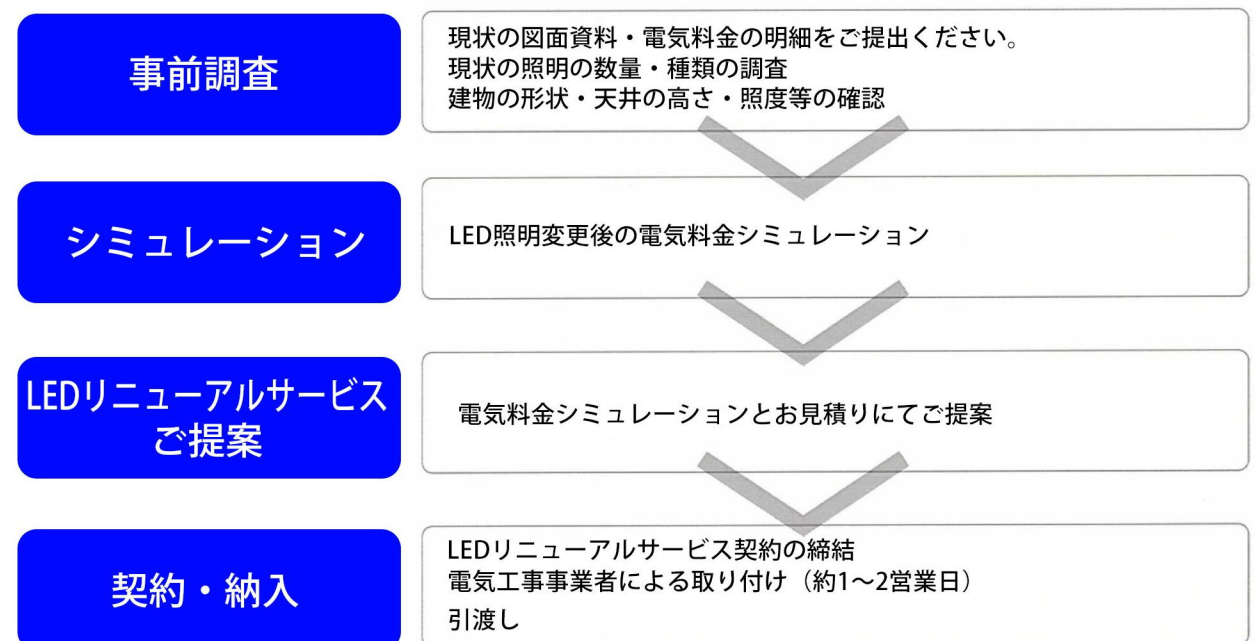 事前調査
現状の図面資料・電気料金の明細をご提出ください。
現状の照明の数量・種類の調査
建物の形状・天井の高さ・照度等の確認
シミュレーション
LED照明変更後の電気料金シミュレーション
LEDリニューアルサービス
ご提案
電気料金シミュレーションとお見積りにてご提案
契約・納入
LEDリニューアルサービス契約の締結
電気工事事業者による取り付け（約1～2営業日）
引渡し